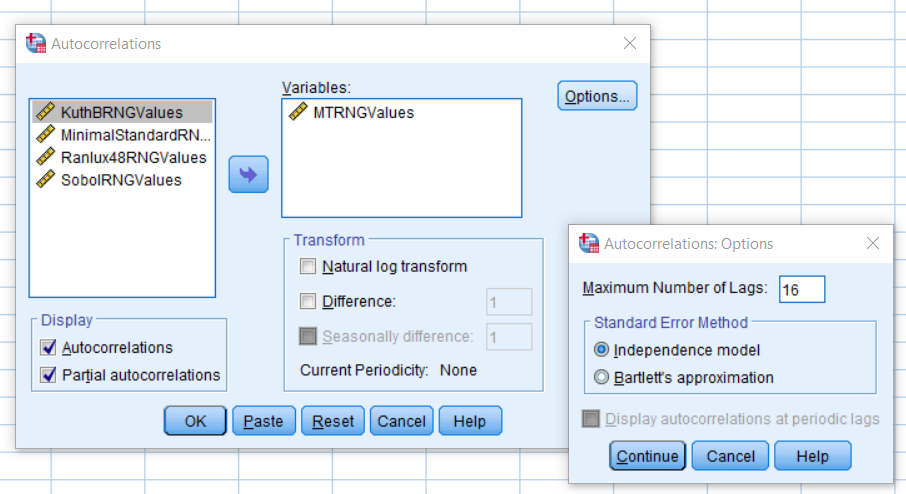 Autocorrelations
Variables:
KuthBRNGValues
MinimalStandardRN...
Ranlux48RNGValues
SobolRNGValues
MTRNGValues
Options...
Transform
Natural log transform
Difference: 1
Seasonally difference: 1
Current Periodicity: None
Display
Autocorrelations
Partial autocorrelations
OK Paste Reset Cancel Help
Autocorrelations: Options
Maximum Number of Lags: 16
Standard Error Method
Independence model
Bartlett's approximation
Display autocorrelations at periodic lags
Continue Cancel Help